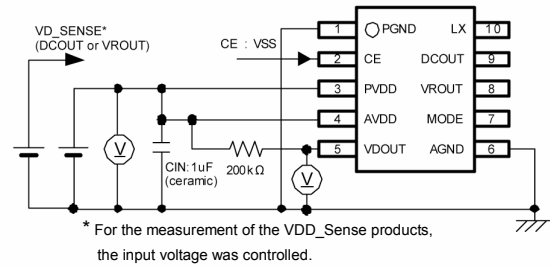 VD_SENSE*
(DCOUT or VROUT)
CE : VSS
1 PGND LX 10
2 CE DCOUT 9
3 PVDD VROUT 8
4 AVDD MODE 7
5 VDOUT AGND 6
V
CIN:1uF
(ceramic)
200kΩ
V
* For the measurement of the VDD_Sense products,
the input voltage was controlled.